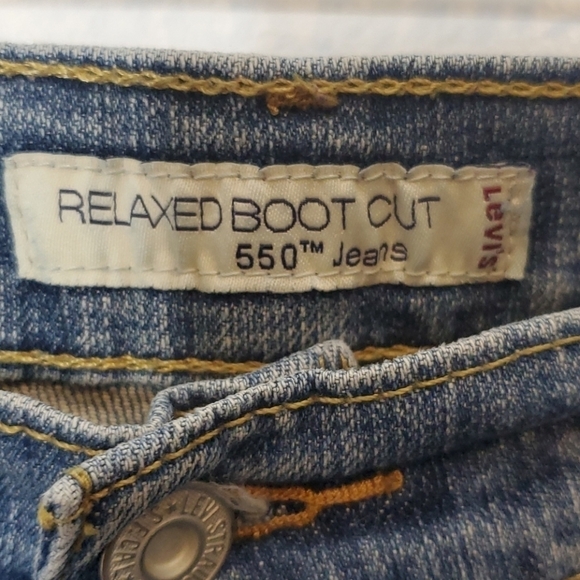 RELAXED BOOT CUT
550™ Jeans
Levi's